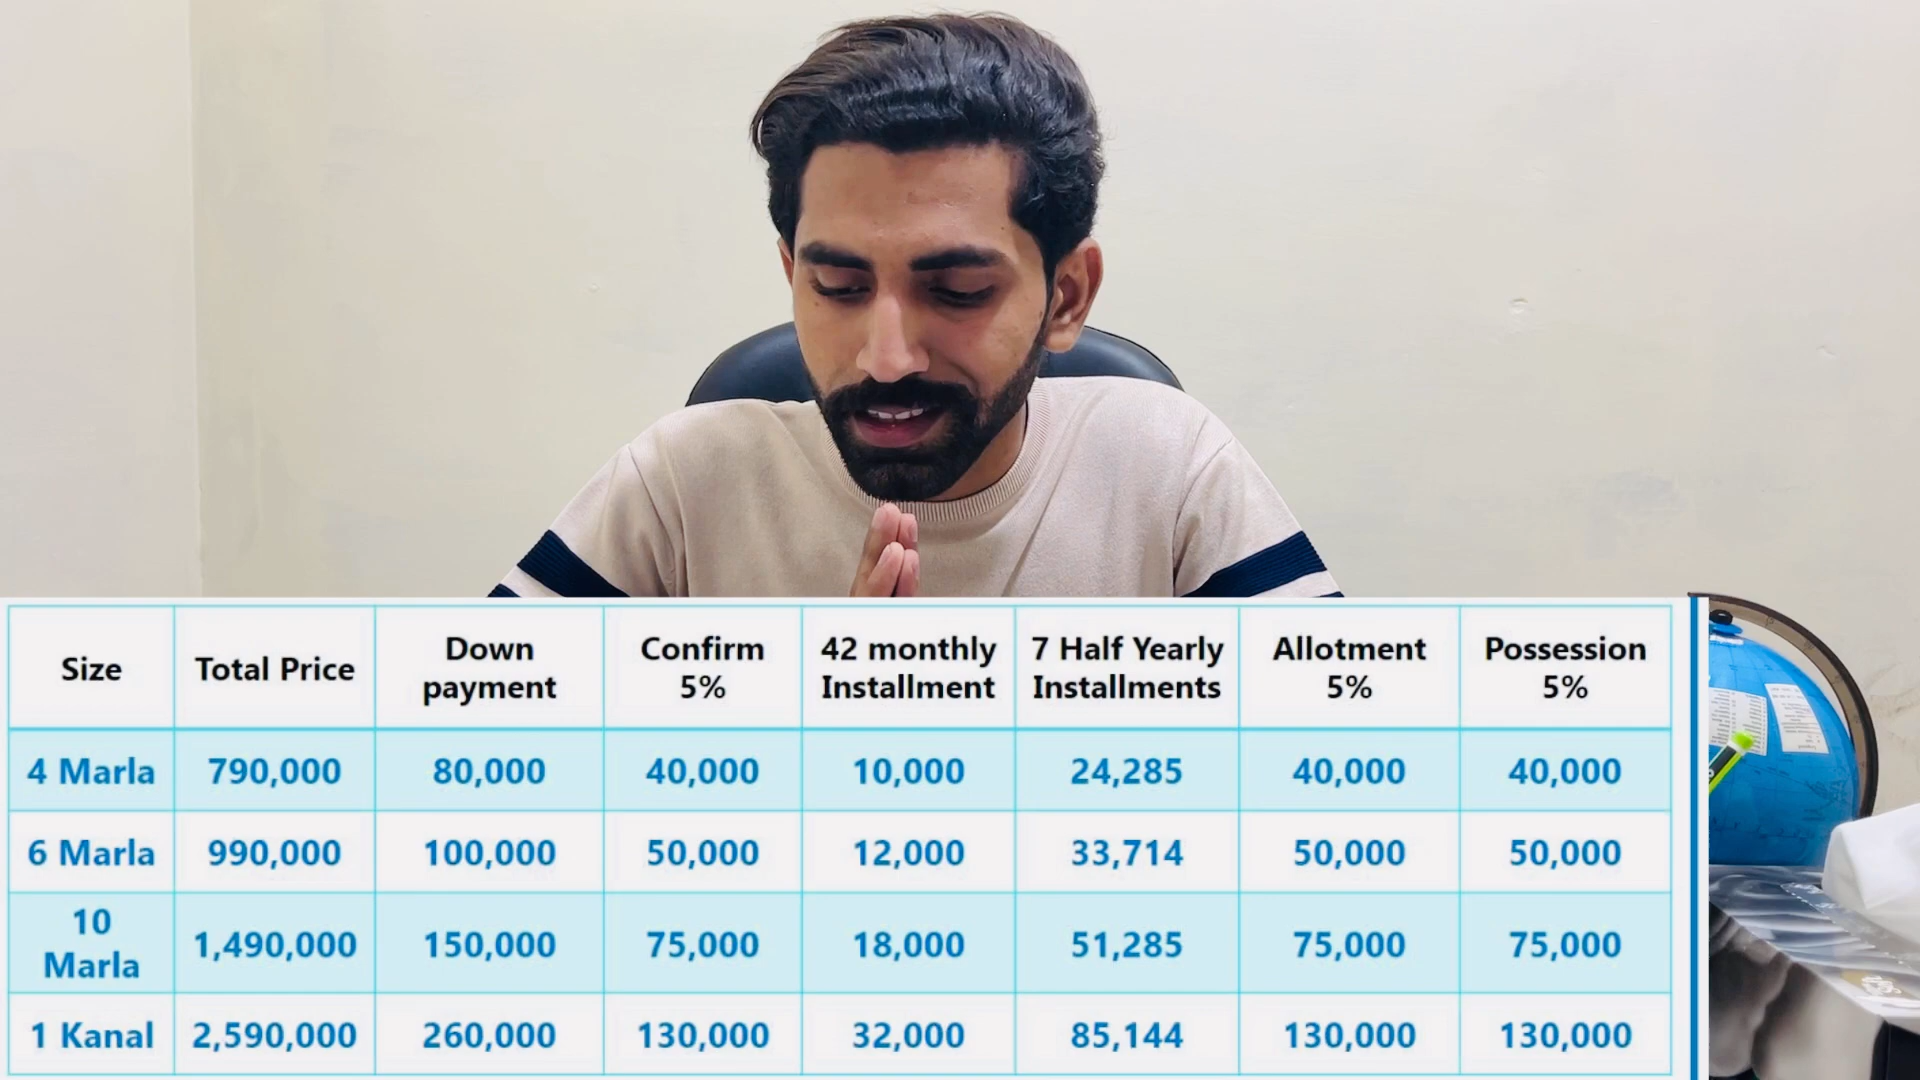 Size Total Price Down payment Confirm 5% 42 monthly Installment 7 Half Yearly Installments Allotment 5% Possession 5%
4 Marla 790,000 80,000 40,000 10,000 24,285 40,000 40,000
6 Marla 990,000 100,000 50,000 12,000 33,714 50,000 50,000
10 Marla 1,490,000 150,000 75,000 18,000 51,285 75,000 75,000
1 Kanal 2,590,000 260,000 130,000 32,000 85,144 130,000 130,000